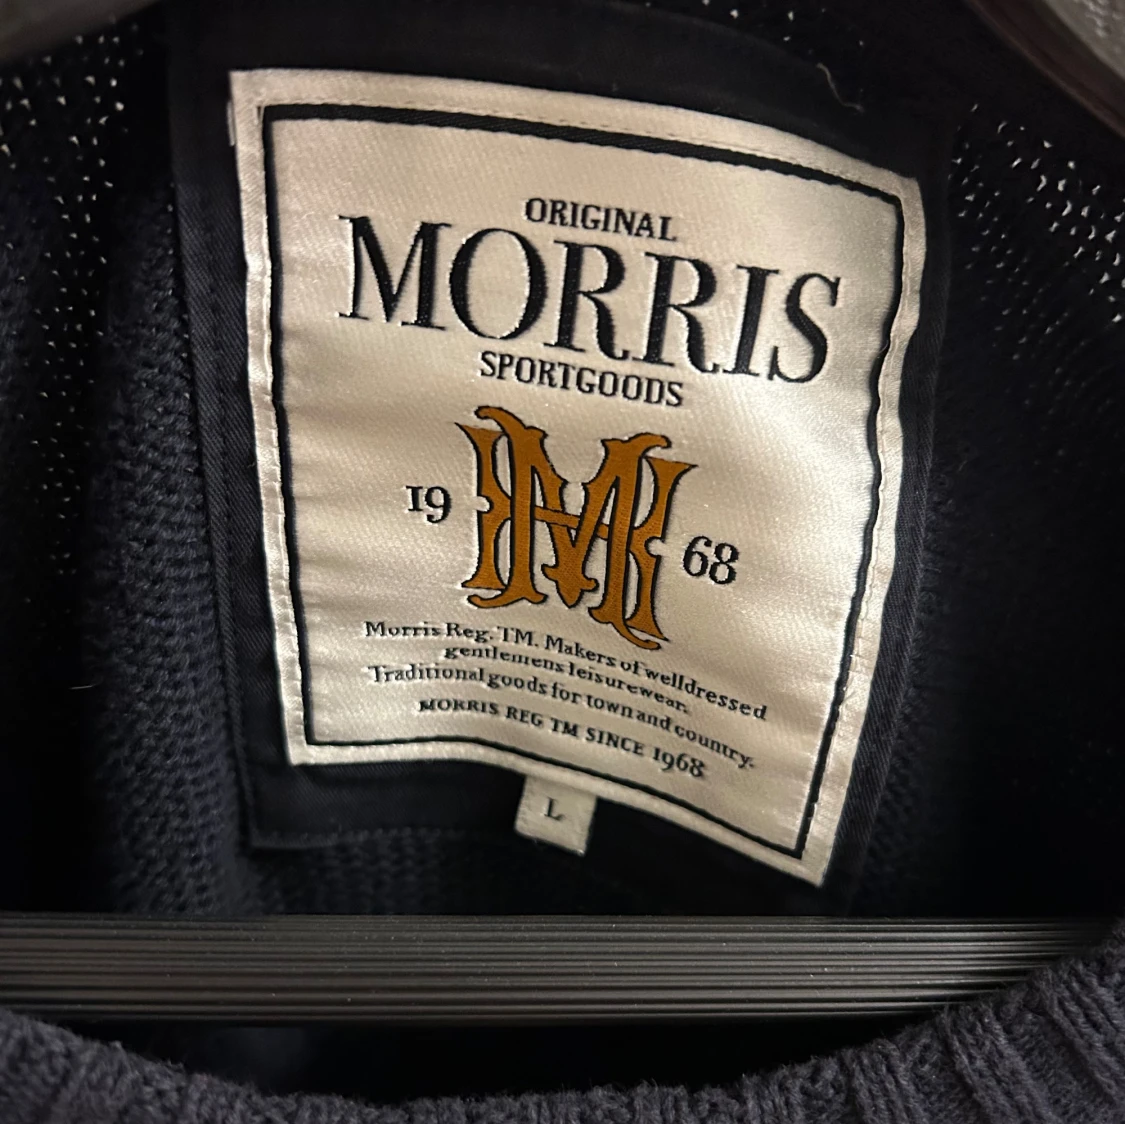 ORIGINAL
MORRIS
SPORTGOODS
19 68
Morris Reg. TM. Makers of welldressed
gentlemens leisurewear.
Traditional goods for town and country.
MORRIS REG TM SINCE 1968
L